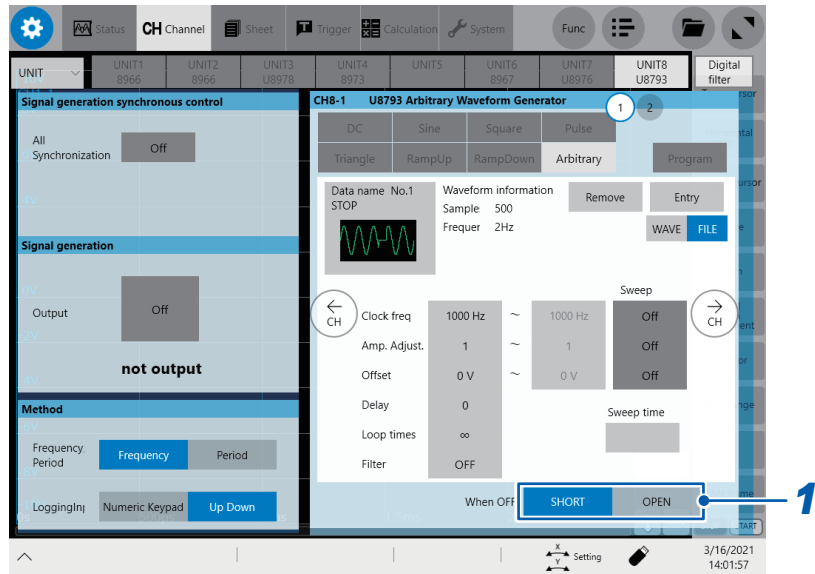 Status CH Channel Sheet Trigger Calculation System Func
UNIT UNIT1 UNIT2 UNIT3 UNIT4 UNIT5 UNIT6 UNIT7 UNIT8 Digital
8966 8966 U8978 8973 8967 U8976 U8793 filter
Signal generation synchronous control
All
Synchronization Off
Signal generation
Output Off
not output
Method
Frequency
Period Frequency Period
LoggingInp Numeric Keypad Up Down
CH8-1 U8793 Arbitrary Waveform Generator 1 2
DC Sine Square Pulse
Triangle RampUp RampDown Arbitrary Program
Data name No.1 Waveform information Remove Entry
STOP Sample 500
Frequer 2Hz WAVE FILE
Sweep
← CH → CH
Clock freq 1000 Hz ~ 1000 Hz Off
Amp. Adjust. 1 ~ 1 Off
Offset 0 V ~ 0 V Off
Delay 0 Sweep time
Loop times ∞
Filter OFF
When OFF SHORT OPEN 1
START
X Y Setting 3/16/2021
14:01:57